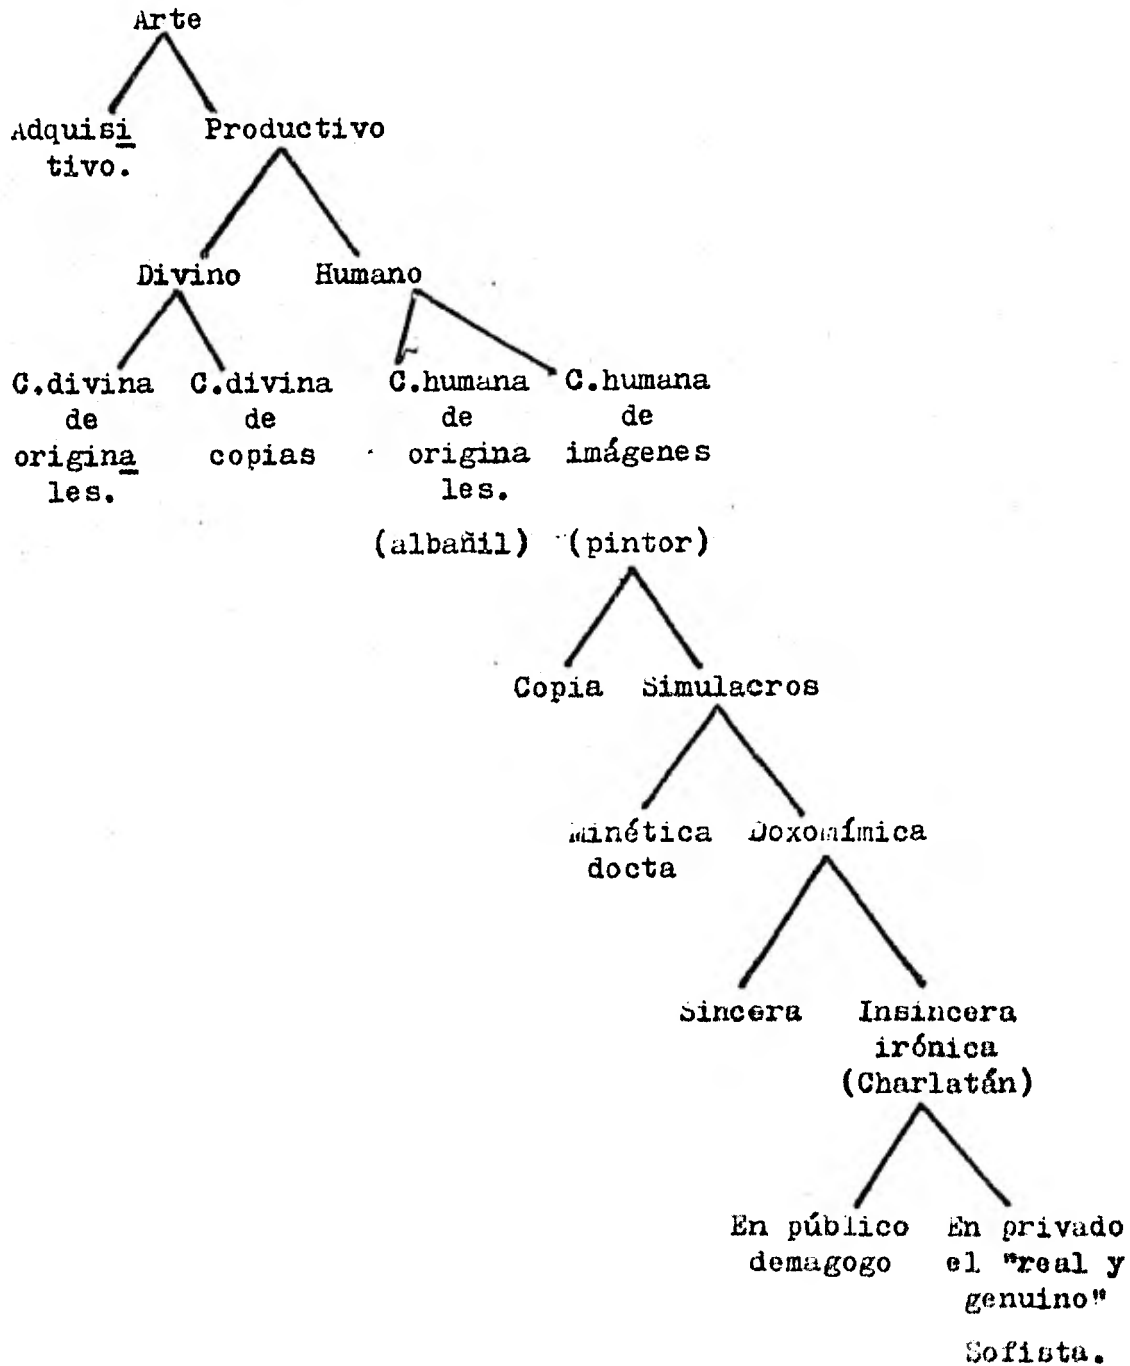 Arte
Adquisi Productivo
tivo.
Divino Humano
C.divina C.divina C.humana C.humana
de de de de
origina copias origina imágenes
les. les.
(albañil) (pintor)
Copia Simulacros
Minética Doxomímica
docta
Sincera Insincera
irónica
(Charlatán)
En público En privado
demagogo el "real y
genuino"
Sofista.